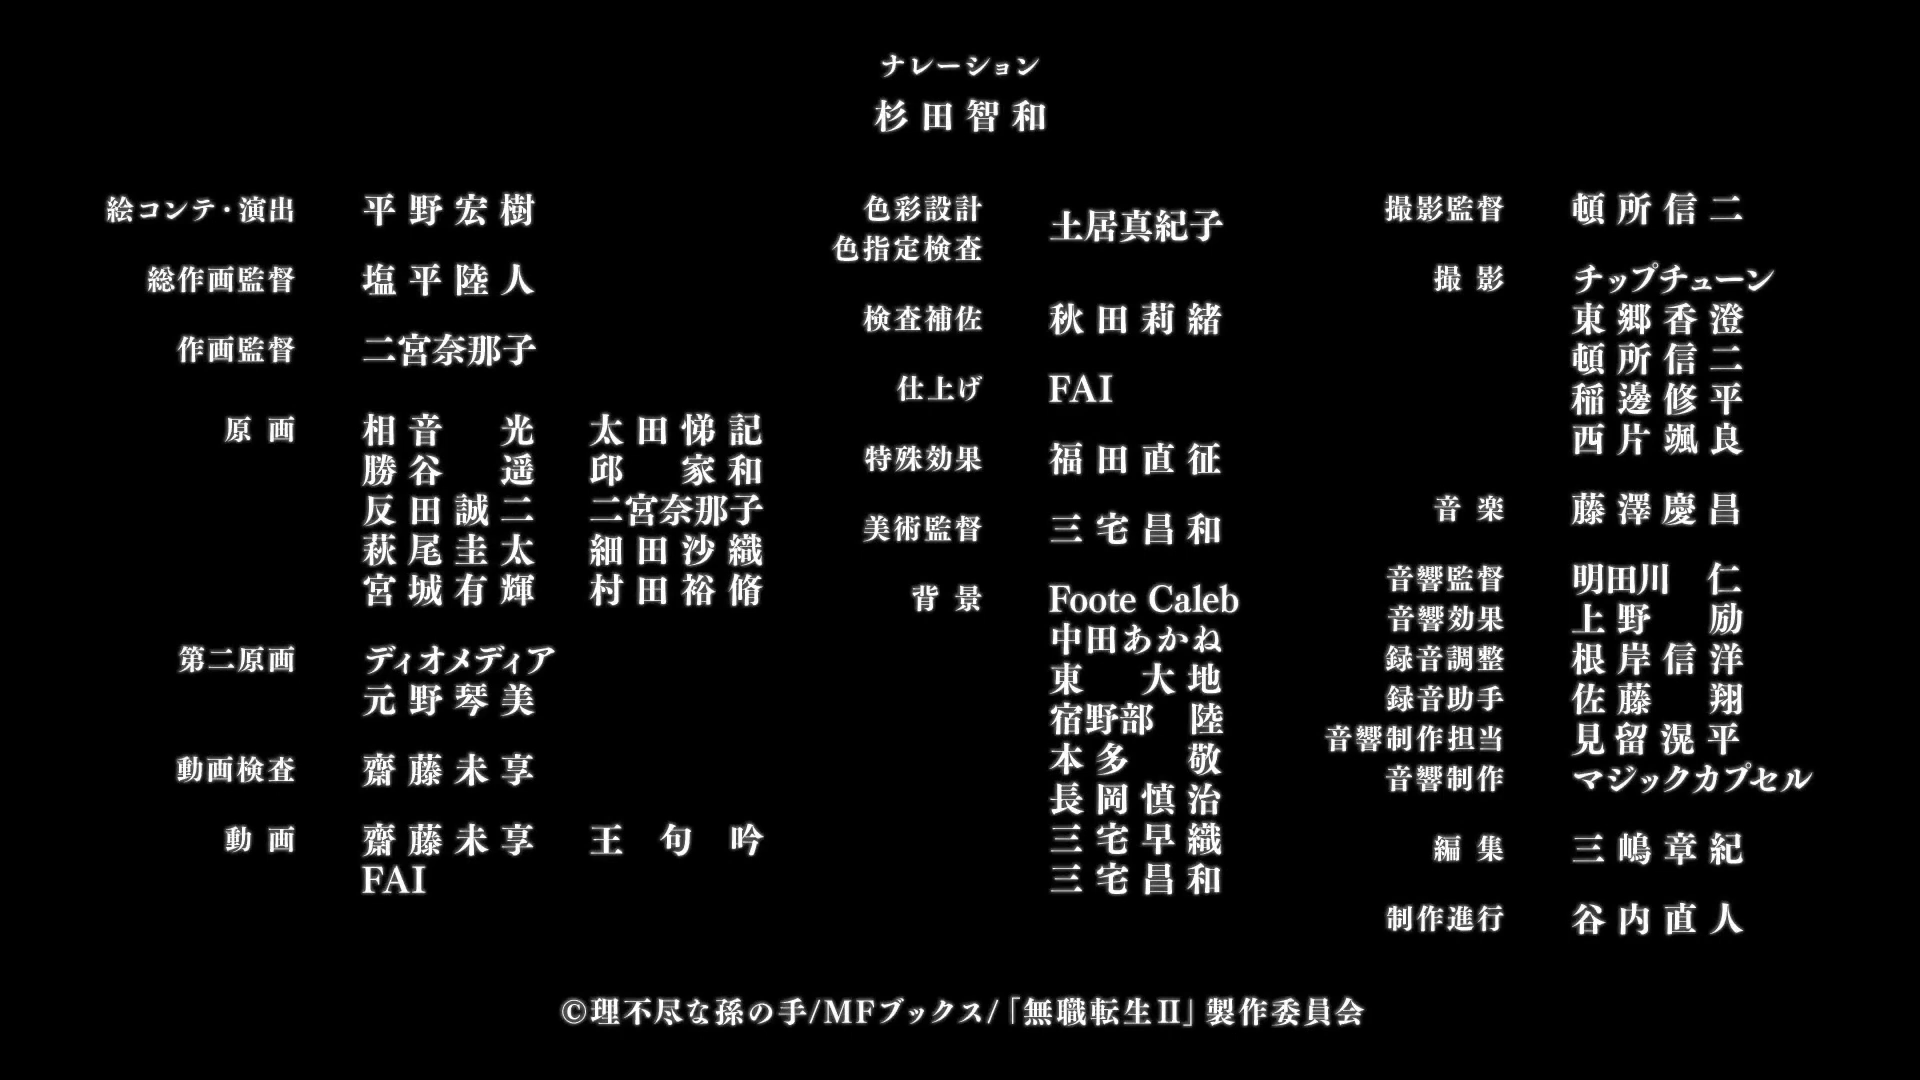 ナレーション
杉田智和
絵コンテ・演出 平野宏樹
総作画監督 塩平陸人
作画監督 二宮奈那子
原画 相音 光 太田悌記
勝谷 遥 邱 家和
反田誠二 二宮奈那子
萩尾圭太 細田沙織
宮城有輝 村田裕脩
第二原画 ディオメディア
元野琴美
動画検査 齋藤未享
動画 齋藤未享 王句吟
FAI
色彩設計 土居真紀子
色指定検査
検査補佐 秋田莉緒
仕上げ FAI
特殊効果 福田直征
美術監督 三宅昌和
背景 Foote Caleb
中田あかね
東 大地
宿野部 陸
本多 敬
長岡慎治
三宅早織
三宅昌和
撮影監督 頓所信二
撮影 チップチューン
東郷香澄
頓所信二
稲邊修平
西片颯良
音楽 藤澤慶昌
音響監督 明田川 仁
音響効果 上野 励
録音調整 根岸信洋
録音助手 佐藤 翔
音響制作担当 見留滉平
音響制作 マジックカプセル
編集 三嶋章紀
制作進行 谷内直人
©理不尽な孫の手/MFブックス/「無職転生Ⅱ」製作委員会